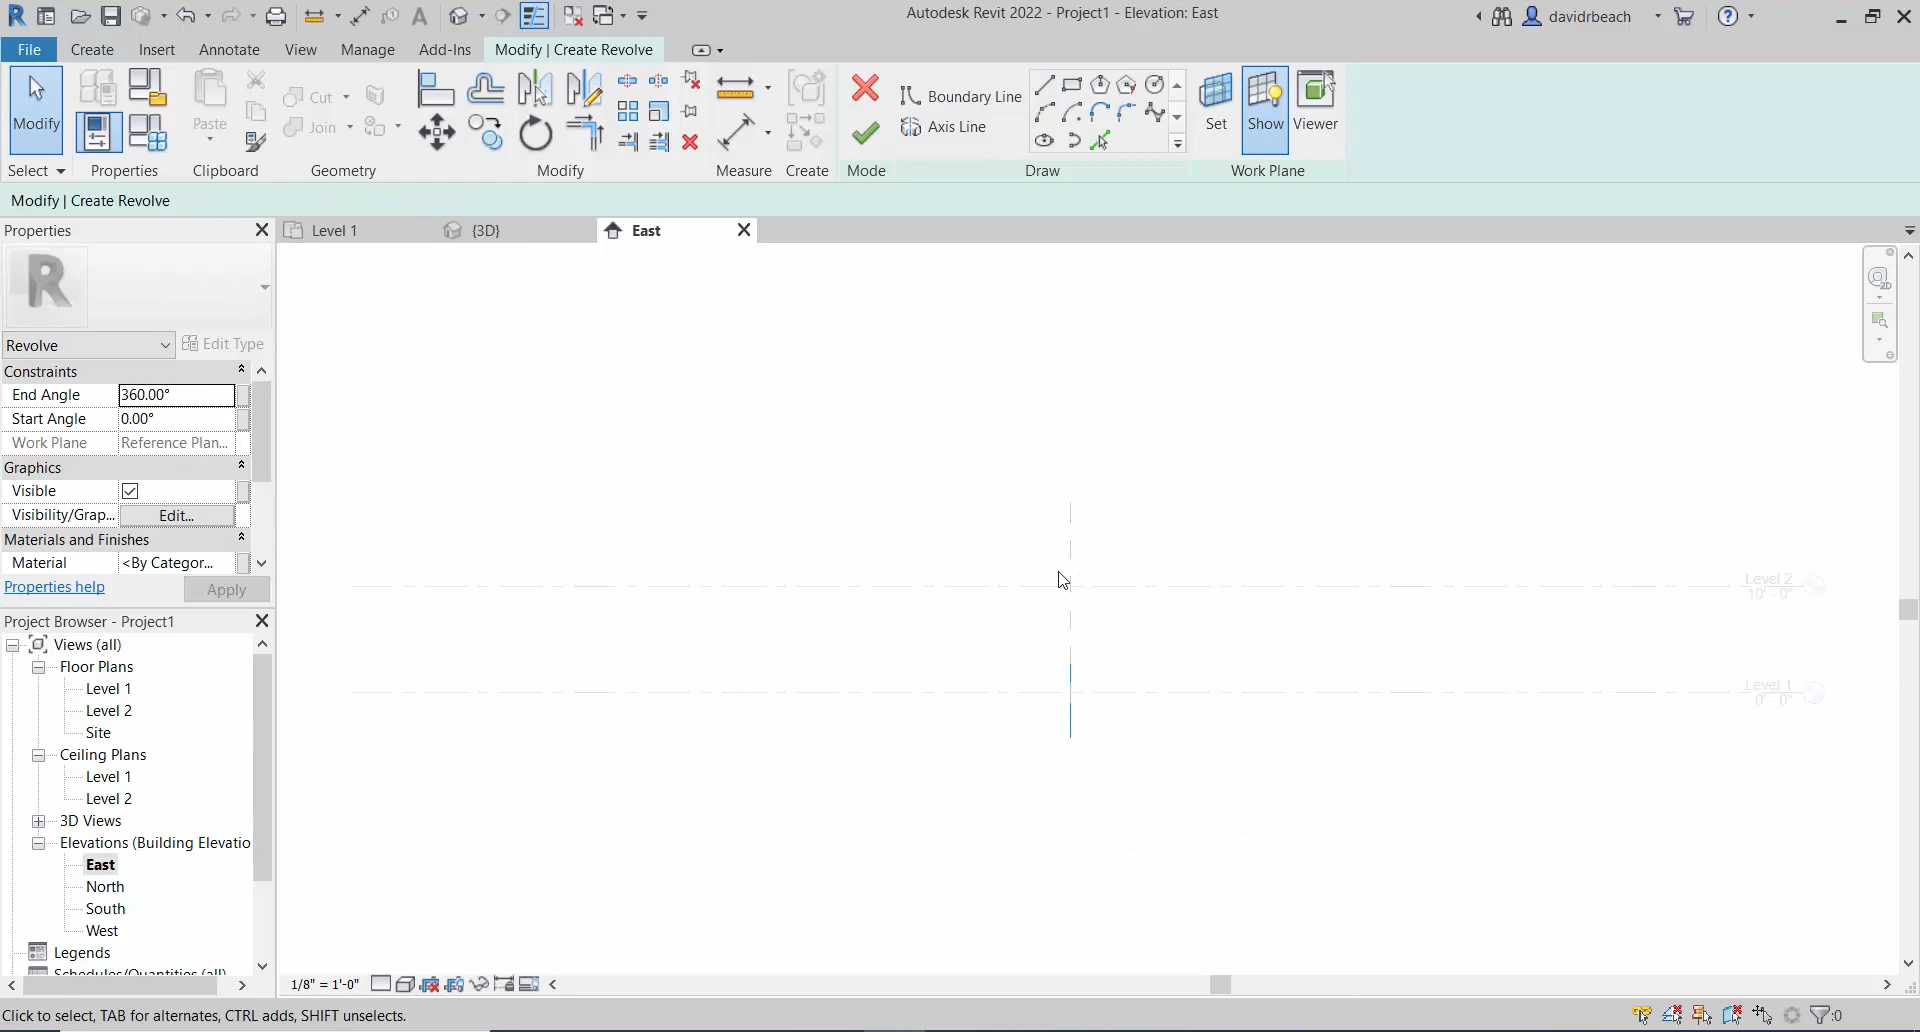 Autodesk Revit 2022 - Project1 - Elevation: East
davidrbeach
File
Create
Insert
Annotate
View
Manage
Add-Ins
Modify | Create Revolve
Modify
Paste
Cut
Join
Boundary Line
Axis Line
Set
Show
Viewer
Select
Properties
Clipboard
Geometry
Modify
Measure
Create
Mode
Draw
Work Plane
Modify | Create Revolve
Properties
Level 1
{3D}
East
R
Revolve
Edit Type
Constraints
End Angle 360.00°
Start Angle 0.00°
Work Plane Reference Plan...
Graphics
Visible
Visibility/Grap... Edit...
Materials and Finishes
Material <By Categor...
Properties help
Apply
Project Browser - Project1
Views (all)
Floor Plans
Level 1
Level 2
Site
Ceiling Plans
Level 1
Level 2
3D Views
Elevations (Building Elevatio
East
North
South
West
Legends
Schedules/Quantities (all)
Level 2
10' - 0"
Level 1
0' - 0"
1/8" = 1'-0"
Click to select, TAB for alternates, CTRL adds, SHIFT unselects.
:0